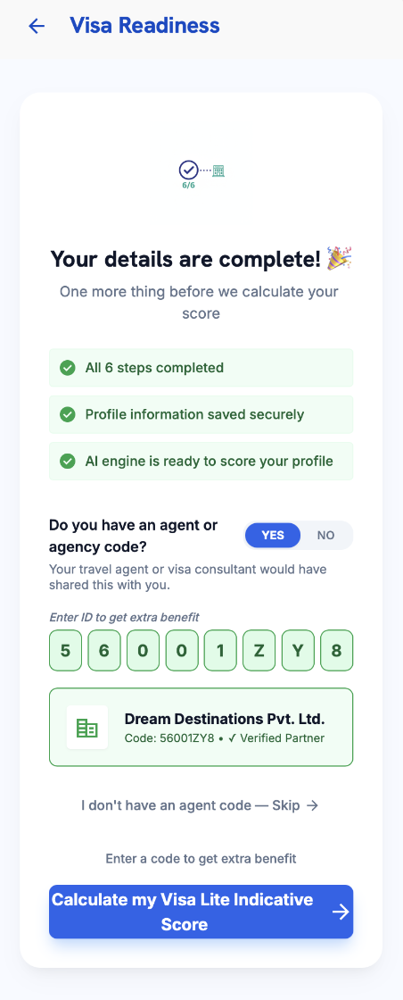 Visa Readiness
6/6
Your details are complete! 🎉
One more thing before we calculate your
score
All 6 steps completed
Profile information saved securely
AI engine is ready to score your profile
Do you have an agent or
agency code?
YES NO
Your travel agent or visa consultant would have
shared this with you.
Enter ID to get extra benefit
5 6 0 0 1 Z Y 8
Dream Destinations Pvt. Ltd.
Code: 56001ZY8 • ✓ Verified Partner
I don't have an agent code — Skip →
Enter a code to get extra benefit
Calculate my Visa Lite Indicative
Score